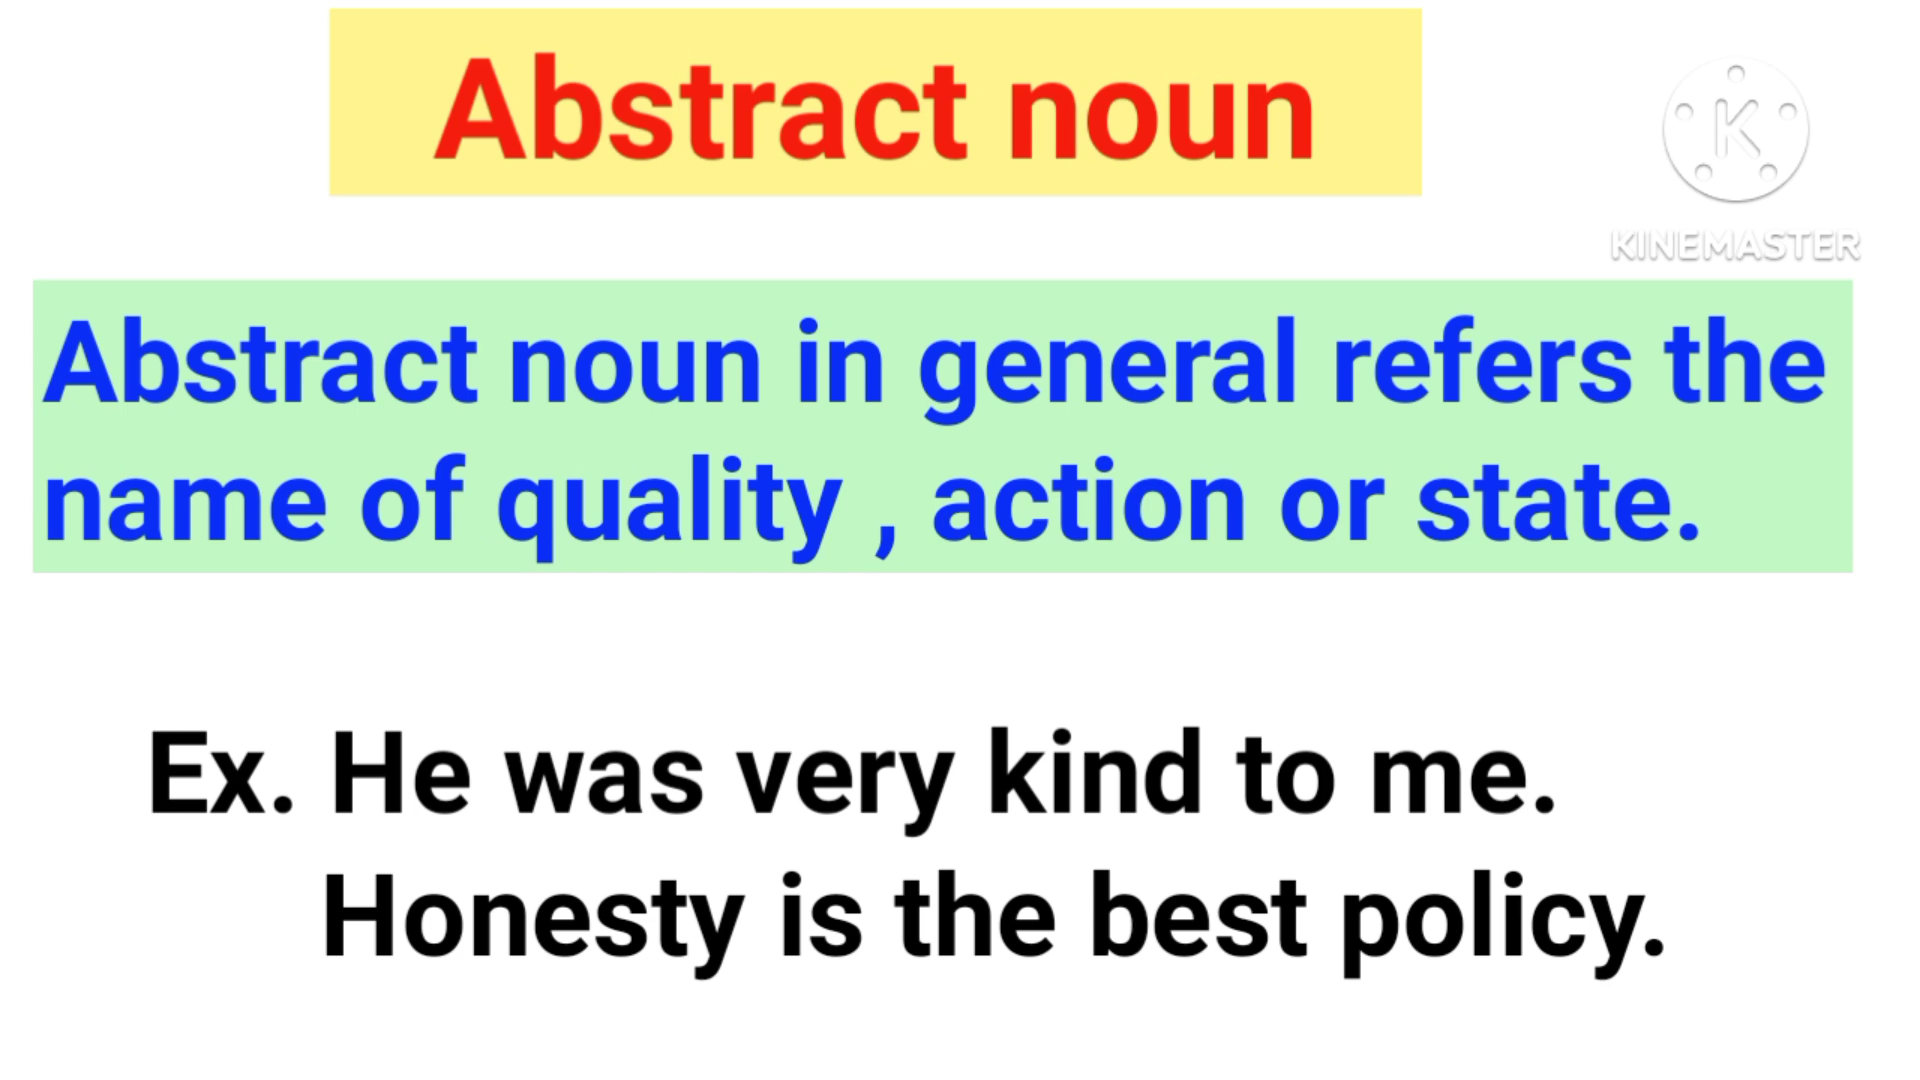 Abstract noun
KINEMASTER
Abstract noun in general refers the
name of quality , action or state.
Ex. He was very kind to me.
Honesty is the best policy.